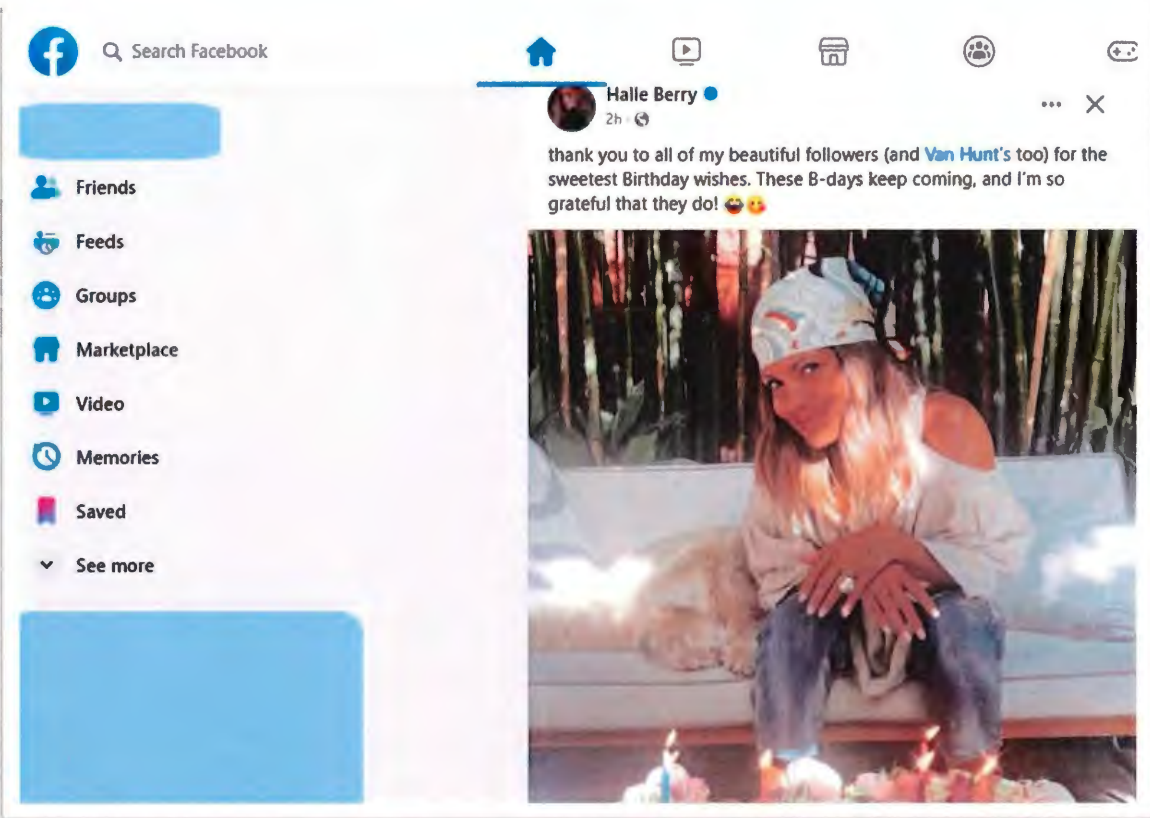 Search Facebook
Halle Berry
2h
thank you to all of my beautiful followers (and Van Hunt's too) for the
sweetest Birthday wishes. These B-days keep coming, and I'm so
grateful that they do! 😂😋
Friends
Feeds
Groups
Marketplace
Video
Memories
Saved
See more